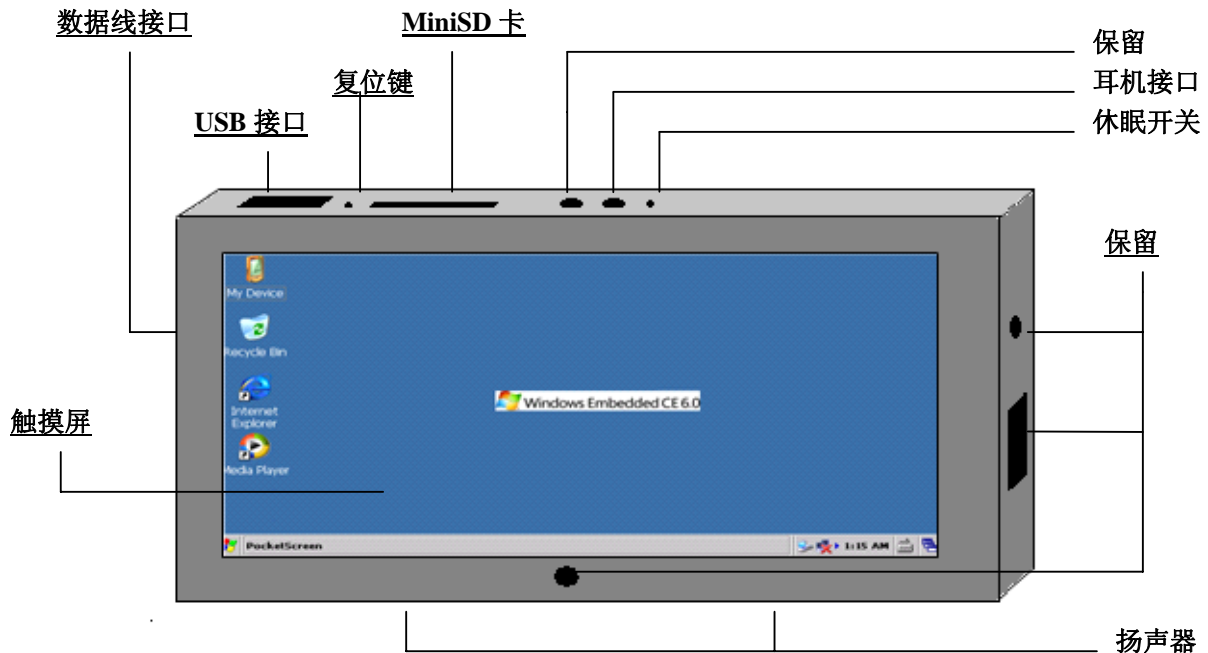 数据线接口
MiniSD 卡
保留
复位键
耳机接口
USB 接口
休眠开关
保留
My Device
Recycle Bin
Internet
Explorer
Windows Embedded CE 6.0
触摸屏
Media Player
PocketScreen
1:15 AM
扬声器